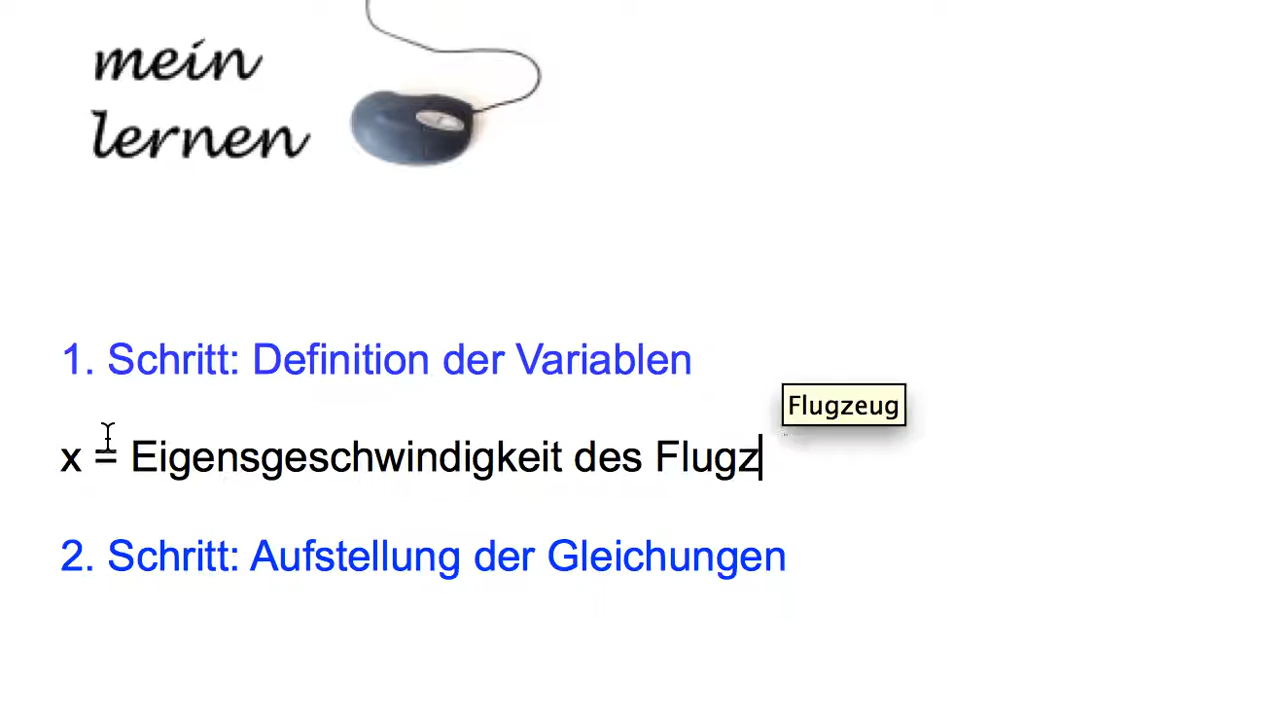 mein
lernen
1. Schritt: Definition der Variablen
Flugzeug
x = Eigensgeschwindigkeit des Flugz
2. Schritt: Aufstellung der Gleichungen